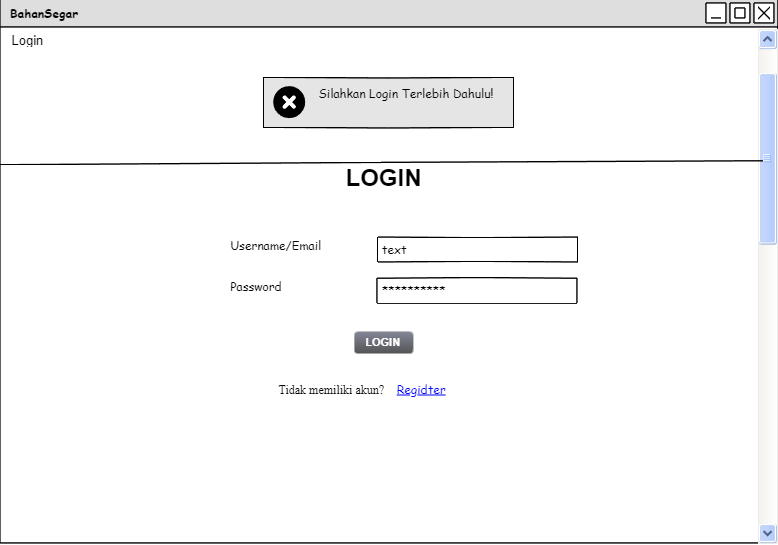 BahanSegar
Login
Silahkan Login Terlebih Dahulu!
LOGIN
Username/Email
text
Password
**********
LOGIN
Tidak memiliki akun? Regidter